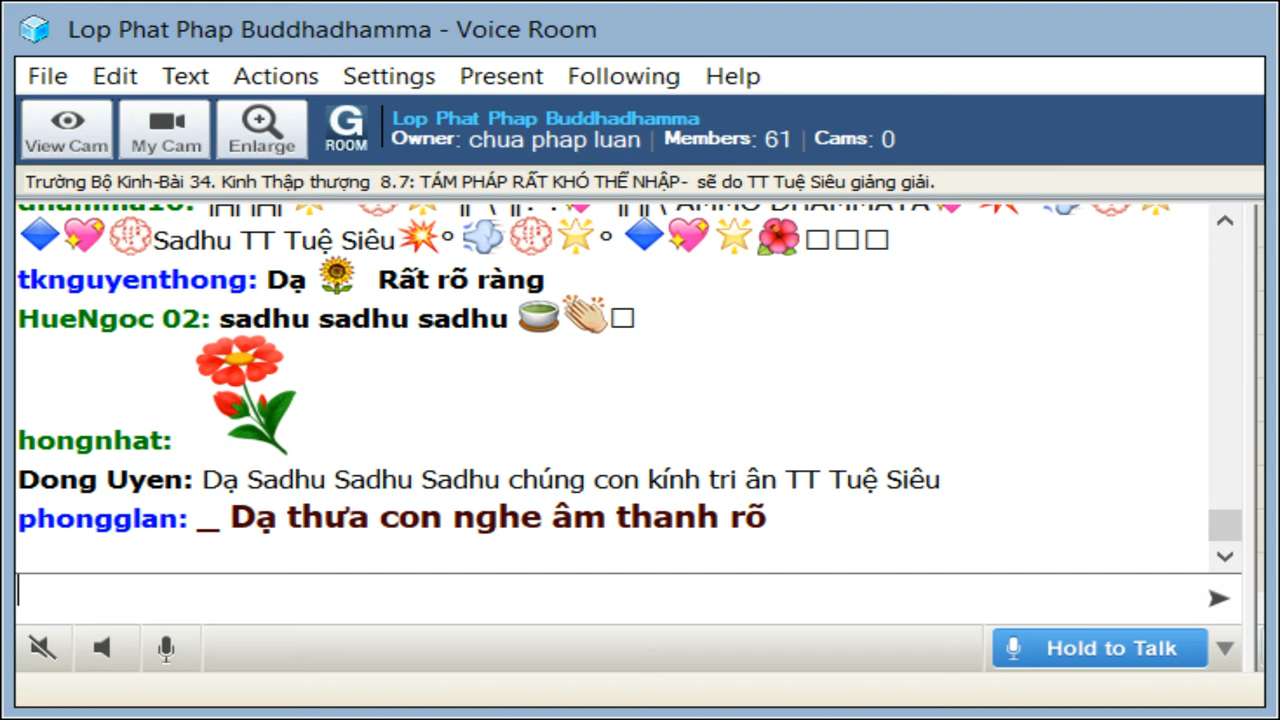 Lop Phat Phap Buddhadhamma - Voice Room
File Edit Text Actions Settings Present Following Help
View Cam My Cam Enlarge G ROOM
Lop Phat Phap Buddhadhamma
Owner: chua phap luan | Members: 61 | Cams: 0
Trường Bộ Kinh-Bài 34. Kinh Thập thượng 8.7: TÁM PHÁP RẤT KHÓ THỂ NHẬP- sẽ do TT Tuệ Siêu giảng giải.
Sadhu TT Tuệ Siêu
tknguyenthong: Dạ Rất rõ ràng
HueNgoc 02: sadhu sadhu sadhu
hongnhat:
Dong Uyen: Dạ Sadhu Sadhu Sadhu chúng con kính tri ân TT Tuệ Siêu
phongglan: _ Dạ thưa con nghe âm thanh rõ
Hold to Talk